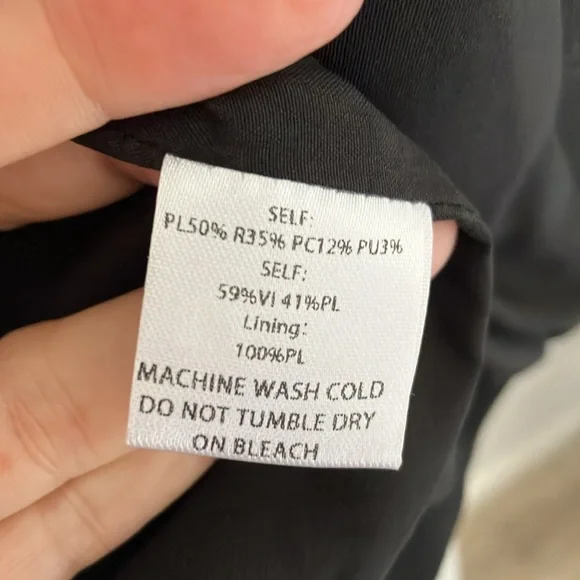 SELF:
PL50% R35% PC12% PU3%
SELF:
59%VI 41%PL
Lining:
100%PL
MACHINE WASH COLD
DO NOT TUMBLE DRY
ON BLEACH